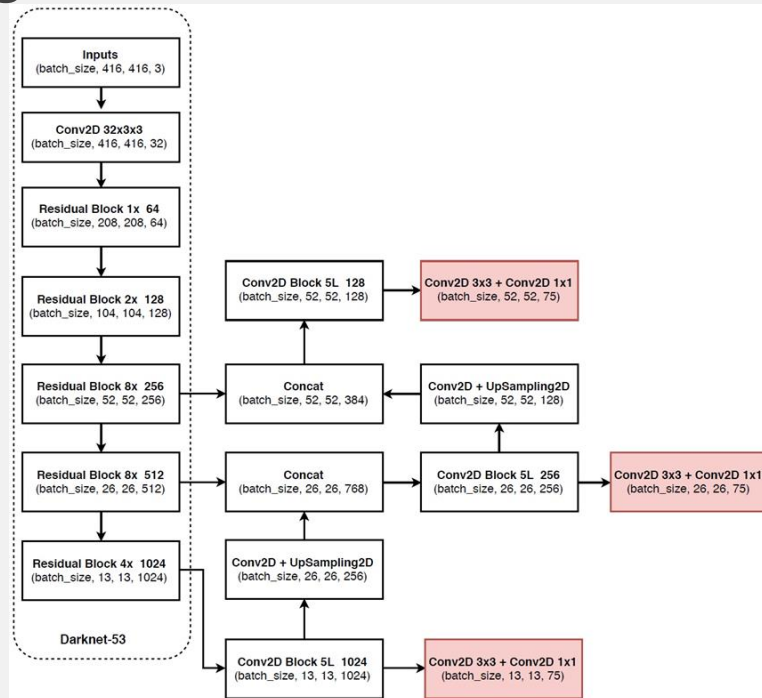 Inputs
(batch_size, 416, 416, 3)
Conv2D 32x3x3
(batch_size, 416, 416, 32)
Residual Block 1x 64
(batch_size, 208, 208, 64)
Residual Block 2x 128
(batch_size, 104, 104, 128)
Residual Block 8x 256
(batch_size, 52, 52, 256)
Residual Block 8x 512
(batch_size, 26, 26, 512)
Residual Block 4x 1024
(batch_size, 13, 13, 1024)
Darknet-53
Conv2D Block 5L 128
(batch_size, 52, 52, 128)
Conv2D 3x3 + Conv2D 1x1
(batch_size, 52, 52, 75)
Concat
(batch_size, 52, 52, 384)
Conv2D + UpSampling2D
(batch_size, 52, 52, 128)
Concat
(batch_size, 26, 26, 768)
Conv2D Block 5L 256
(batch_size, 26, 26, 256)
Conv2D 3x3 + Conv2D 1x1
(batch_size, 26, 26, 75)
Conv2D + UpSampling2D
(batch_size, 26, 26, 256)
Conv2D Block 5L 1024
(batch_size, 13, 13, 1024)
Conv2D 3x3 + Conv2D 1x1
(batch_size, 13, 13, 75)